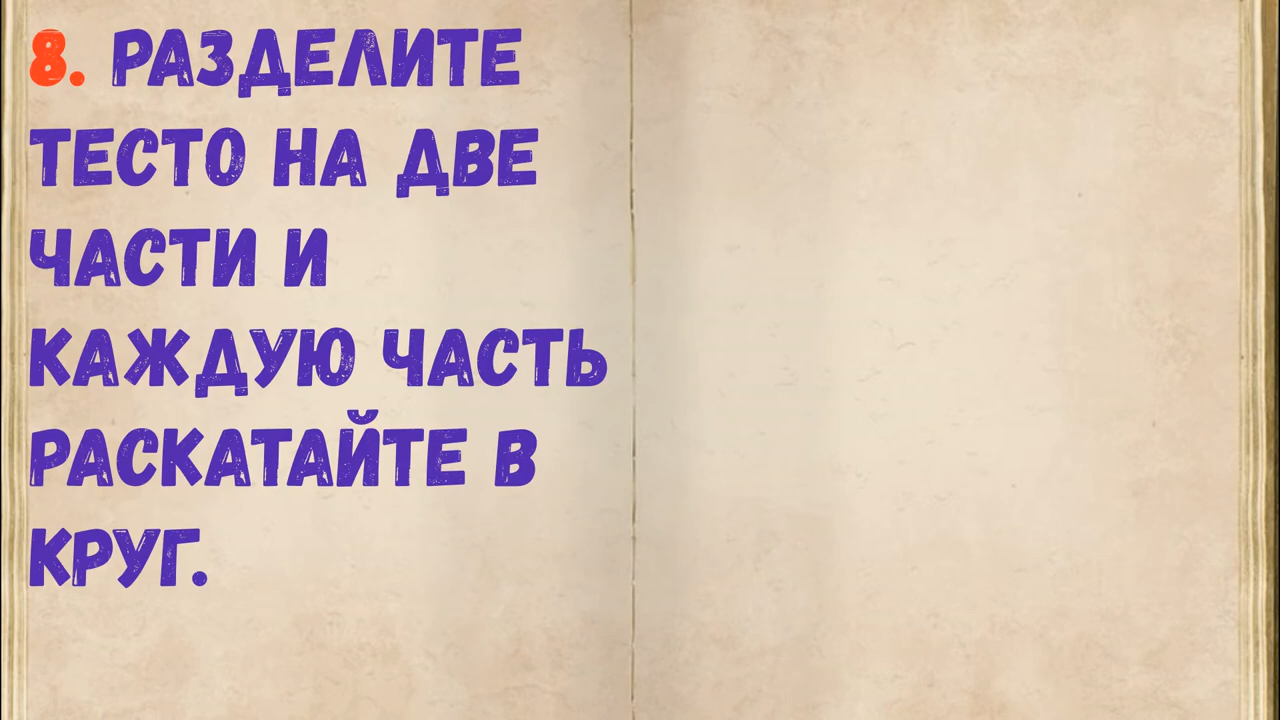 8. РАЗДЕЛИТЕ
ТЕСТО НА ДВЕ
ЧАСТИ И
КАЖДУЮ ЧАСТЬ
РАСКАТАЙТЕ В
КРУГ.